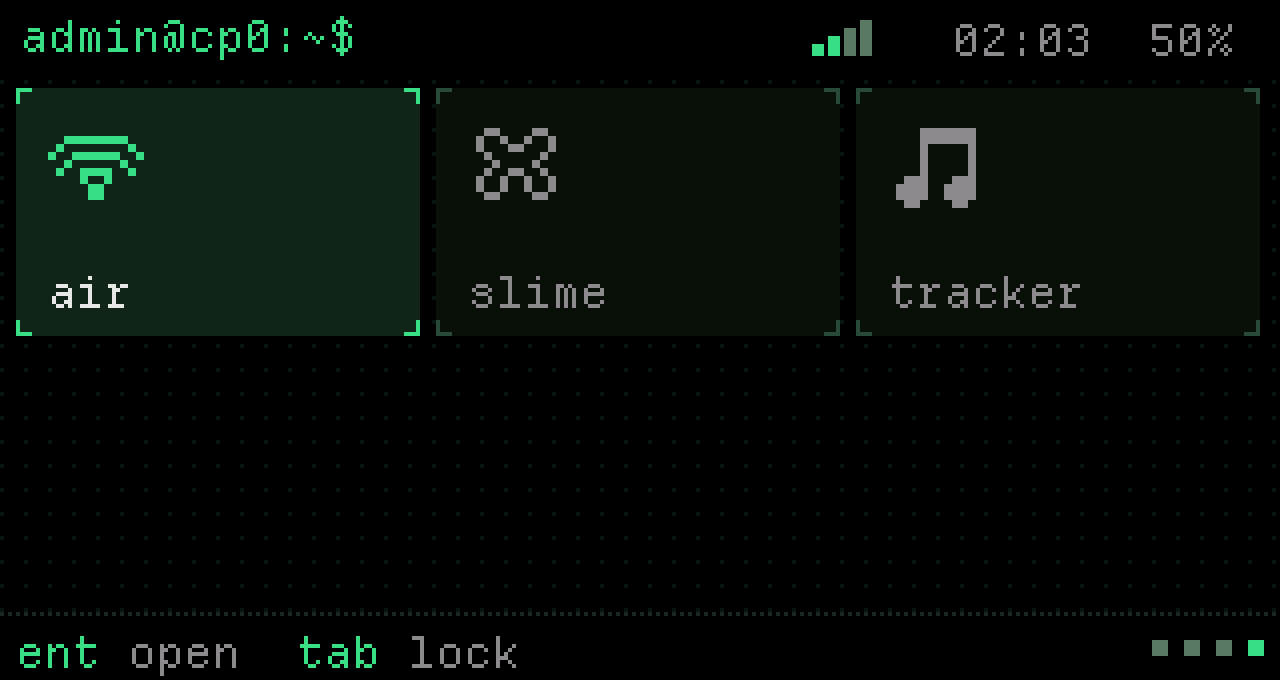 admin@cp0:~$ 02:03 50%
air slime tracker
ent open tab lock